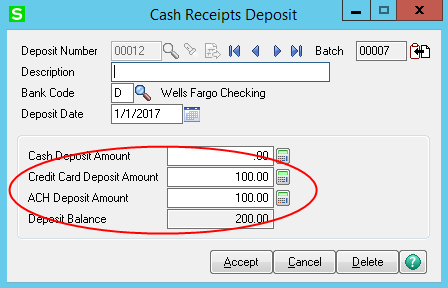 S Cash Receipts Deposit
Deposit Number 00012 Batch 00007
Description
Bank Code D Wells Fargo Checking
Deposit Date 1/1/2017
Cash Deposit Amount .00
Credit Card Deposit Amount 100.00
ACH Deposit Amount 100.00
Deposit Balance 200.00
Accept Cancel Delete ?